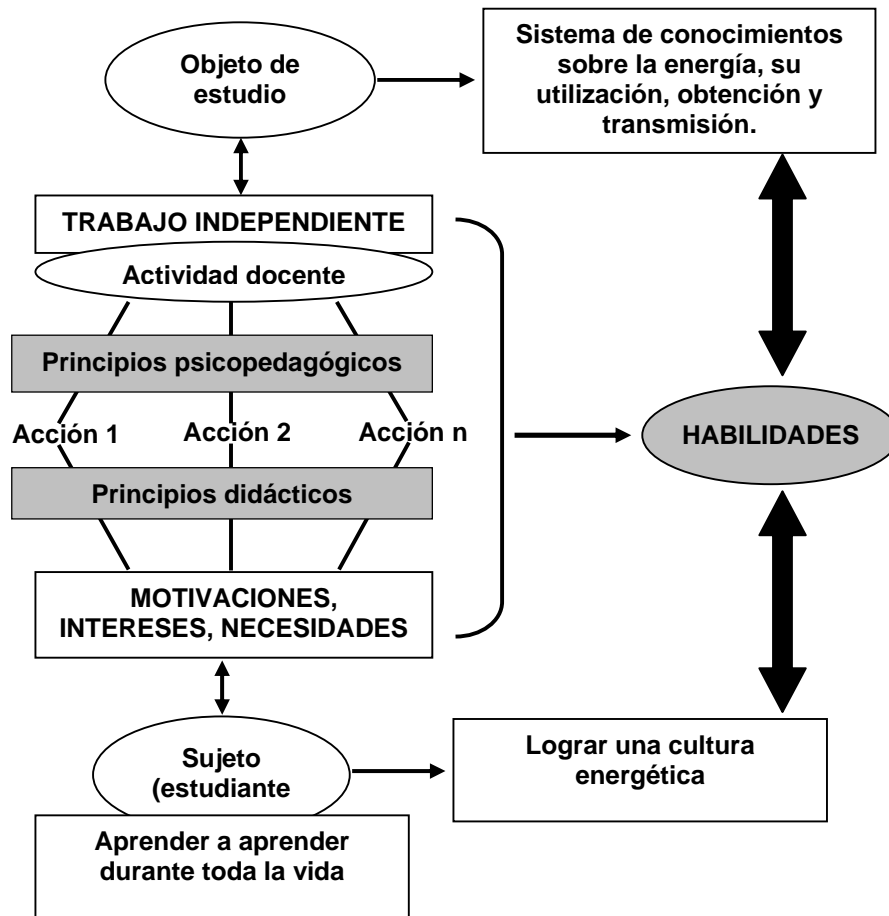 Objeto de
estudio
Sistema de conocimientos
sobre la energía, su
utilización, obtención y
transmisión.
TRABAJO INDEPENDIENTE
Actividad docente
Principios psicopedagógicos
Acción 1
Acción 2
Acción n
HABILIDADES
Principios didácticos
MOTIVACIONES,
INTERESES, NECESIDADES
Sujeto
(estudiante
Lograr una cultura
energética
Aprender a aprender
durante toda la vida